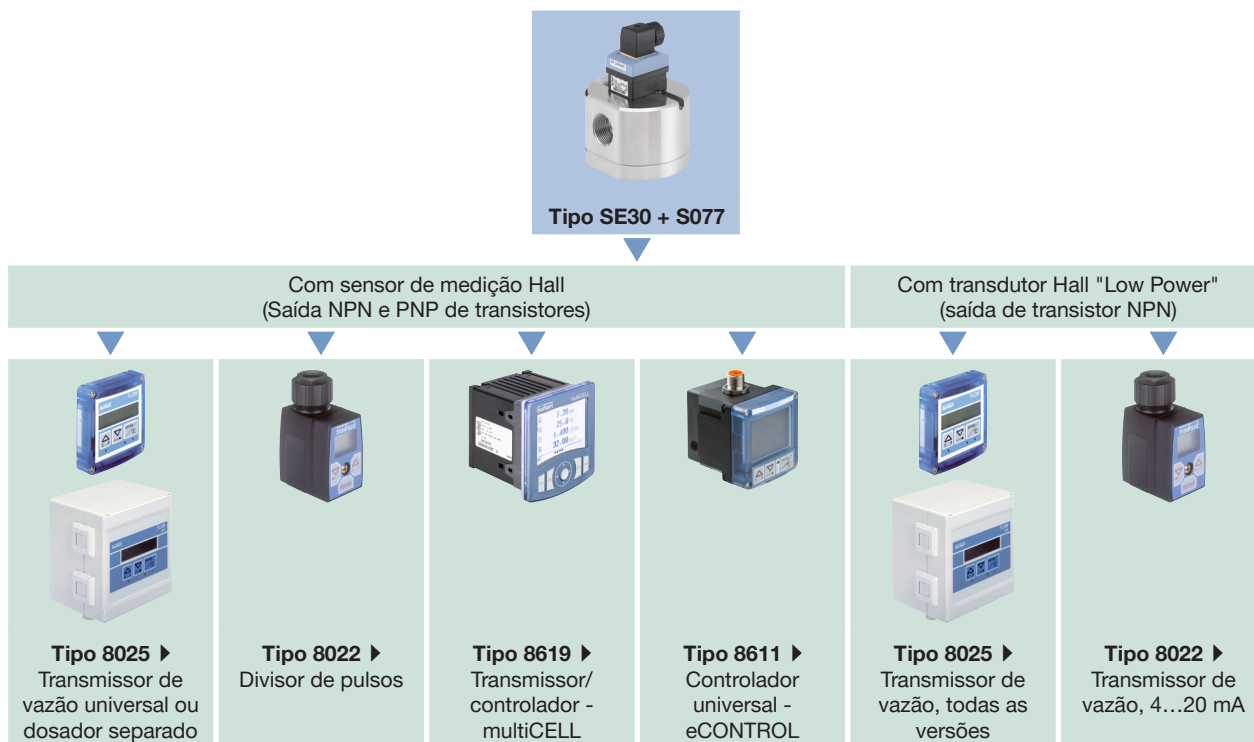 Tipo SE30 + S077
Com sensor de medição Hall
(Saída NPN e PNP de transistores)
Com transdutor Hall "Low Power"
(saída de transistor NPN)
Tipo 8025
Transmissor de
vazão universal ou
dosador separado
Tipo 8022
Divisor de pulsos
Tipo 8619
Transmissor/
controlador -
multiCELL
Tipo 8611
Controlador
universal -
eCONTROL
Tipo 8025
Transmissor de
vazão, todas as
versões
Tipo 8022
Transmissor de
vazão, 4…20 mA